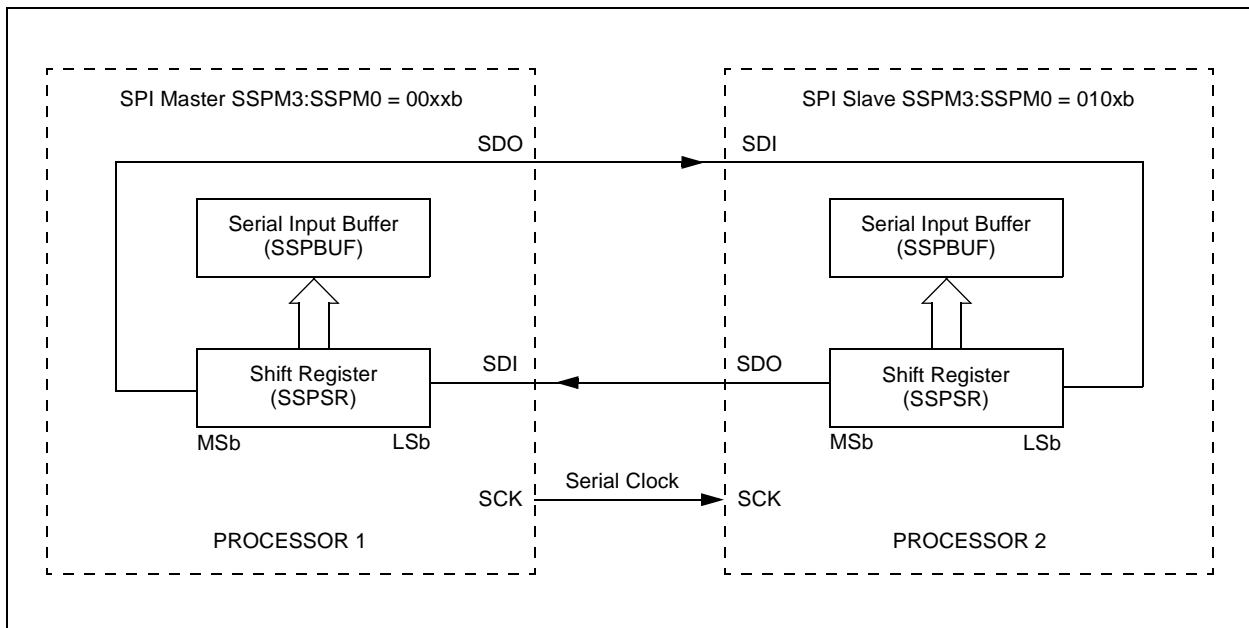 SPI Master SSPM3:SSPM0 = 00xxb
SDO
Serial Input Buffer
(SSPBUF)
SDI
Shift Register
(SSPSR)
MSb
LSb
SCK
PROCESSOR 1
Serial Clock
SPI Slave SSPM3:SSPM0 = 010xb
SDI
Serial Input Buffer
(SSPBUF)
SDO
Shift Register
(SSPSR)
MSb
LSb
SCK
PROCESSOR 2